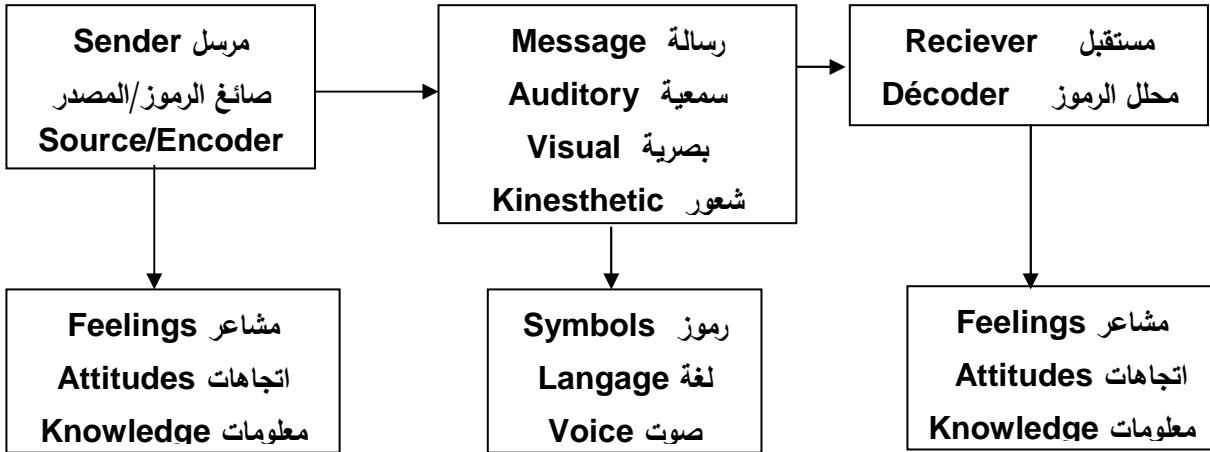 مرسل Sender
صائغ الرموز/المصدر
Source/Encoder
رسالة Message
سمعية Auditory
بصرية Visual
شعور Kinesthetic
مستقبل Reciever
محلل الرموز Décoder
مشاعر Feelings
اتجاهات Attitudes
معلومات Knowledge
رموز Symbols
لغة Langage
صوت Voice
مشاعر Feelings
اتجاهات Attitudes
معلومات Knowledge